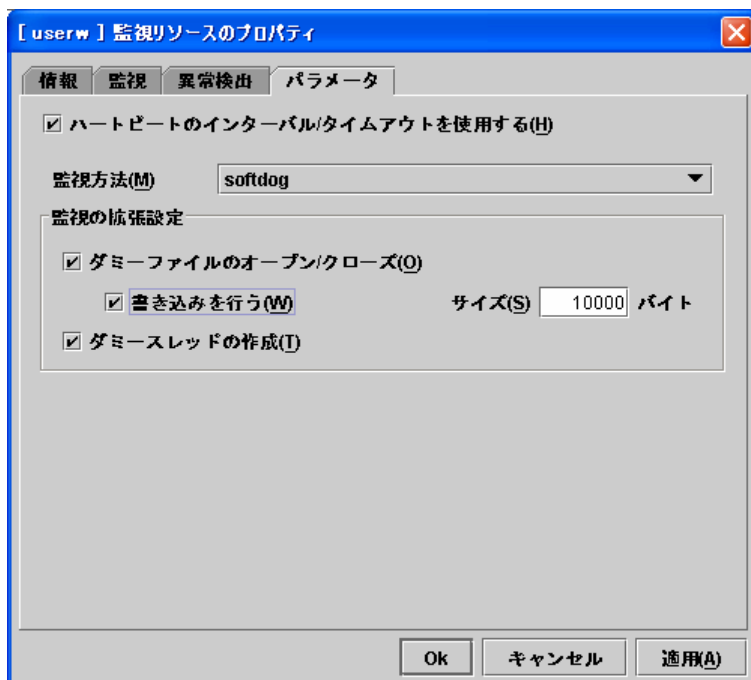 [ userw ] 監視リソースのプロパティ
情報 監視 異常検出 パラメータ
ハートビートのインターバル/タイムアウトを使用する(H)
監視方法(M) softdog
監視の拡張設定
ダミーファイルのオープン/クローズ(O)
書き込みを行う(W) サイズ(S) 10000 バイト
ダミースレッドの作成(T)
Ok キャンセル 適用(A)